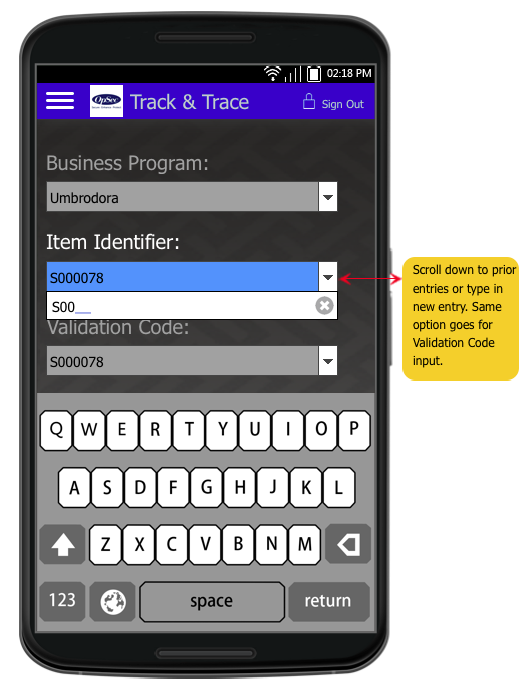 02:18 PM
OpSec
Track & Trace
Sign Out
Business Program:
Umbrodora
Item Identifier:
S000078
S00__
Validation Code:
S000078
Scroll down to prior
entries or type in
new entry. Same
option goes for
Validation Code
input.
Q W E R T Y U I O P
A S D F G H J K L
Z X C V B N M
123 space return